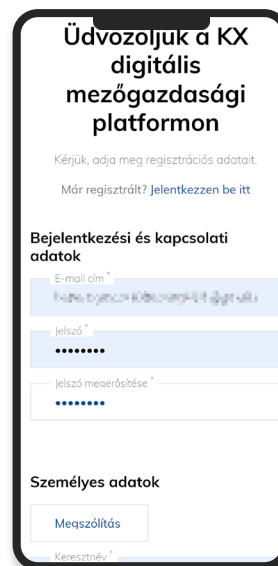 Üdvözöljük a KX
digitális
mezőgazdasági
platformon
Kérjük, adja meg regisztrációs adatait.
Már regisztrált? Jelentkezzen be itt
Bejelentkezési és kapcsolati
adatok
E-mail cím *
Jelszó *
••••••••
Jelszó megerősítése *
••••••••
Személyes adatok
Megszólítás
Keresztnév *